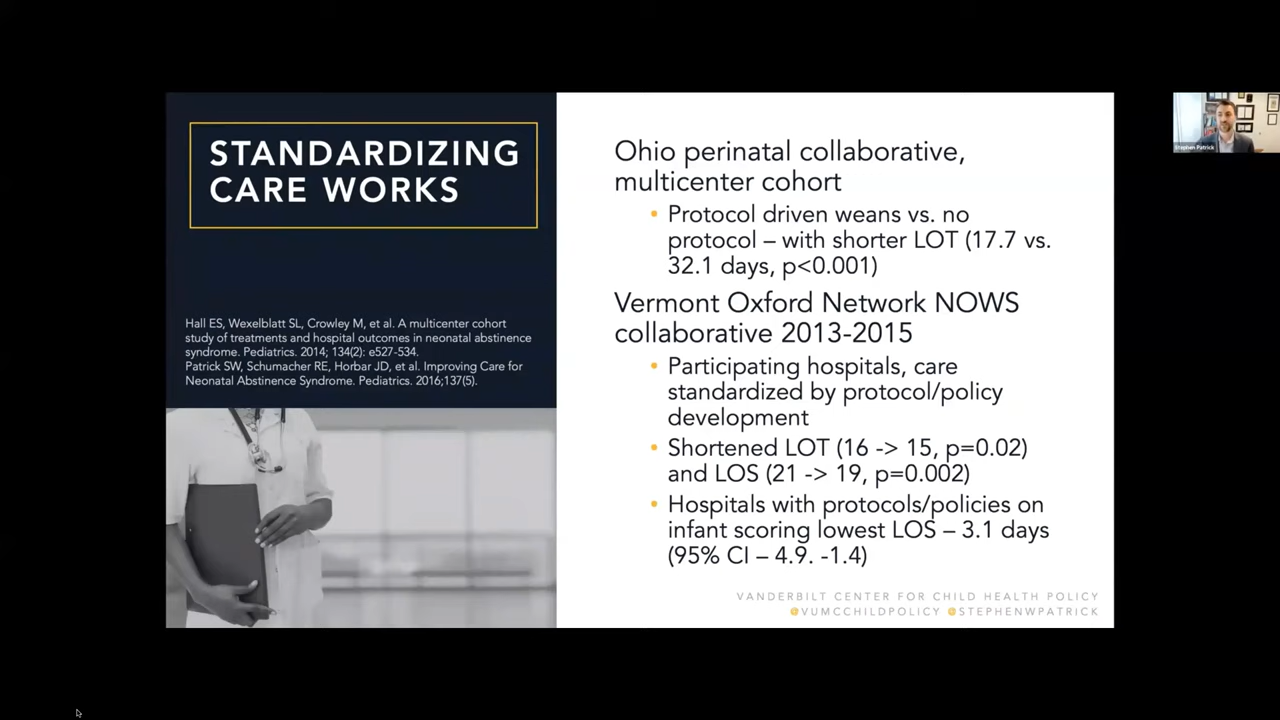 STANDARDIZING
CARE WORKS
Hall ES, Wexelblatt SL, Crowley M, et al. A multicenter cohort
study of treatments and hospital outcomes in neonatal abstinence
syndrome. Pediatrics. 2014; 134(2): e527-534.
Patrick SW, Schumacher RE, Horbar JD, et al. Improving Care for
Neonatal Abstinence Syndrome. Pediatrics. 2016;137(5).
Ohio perinatal collaborative,
multicenter cohort
• Protocol driven weans vs. no
protocol – with shorter LOT (17.7 vs.
32.1 days, p<0.001)
Vermont Oxford Network NOWS
collaborative 2013-2015
• Participating hospitals, care
standardized by protocol/policy
development
• Shortened LOT (16 -> 15, p=0.02)
and LOS (21 -> 19, p=0.002)
• Hospitals with protocols/policies on
infant scoring lowest LOS – 3.1 days
(95% CI – 4.9. -1.4)
VANDERBILT CENTER FOR CHILD HEALTH POLICY
@VUMCCHILDPOLICY @STEPHENWPATRICK
Stephen Patrick